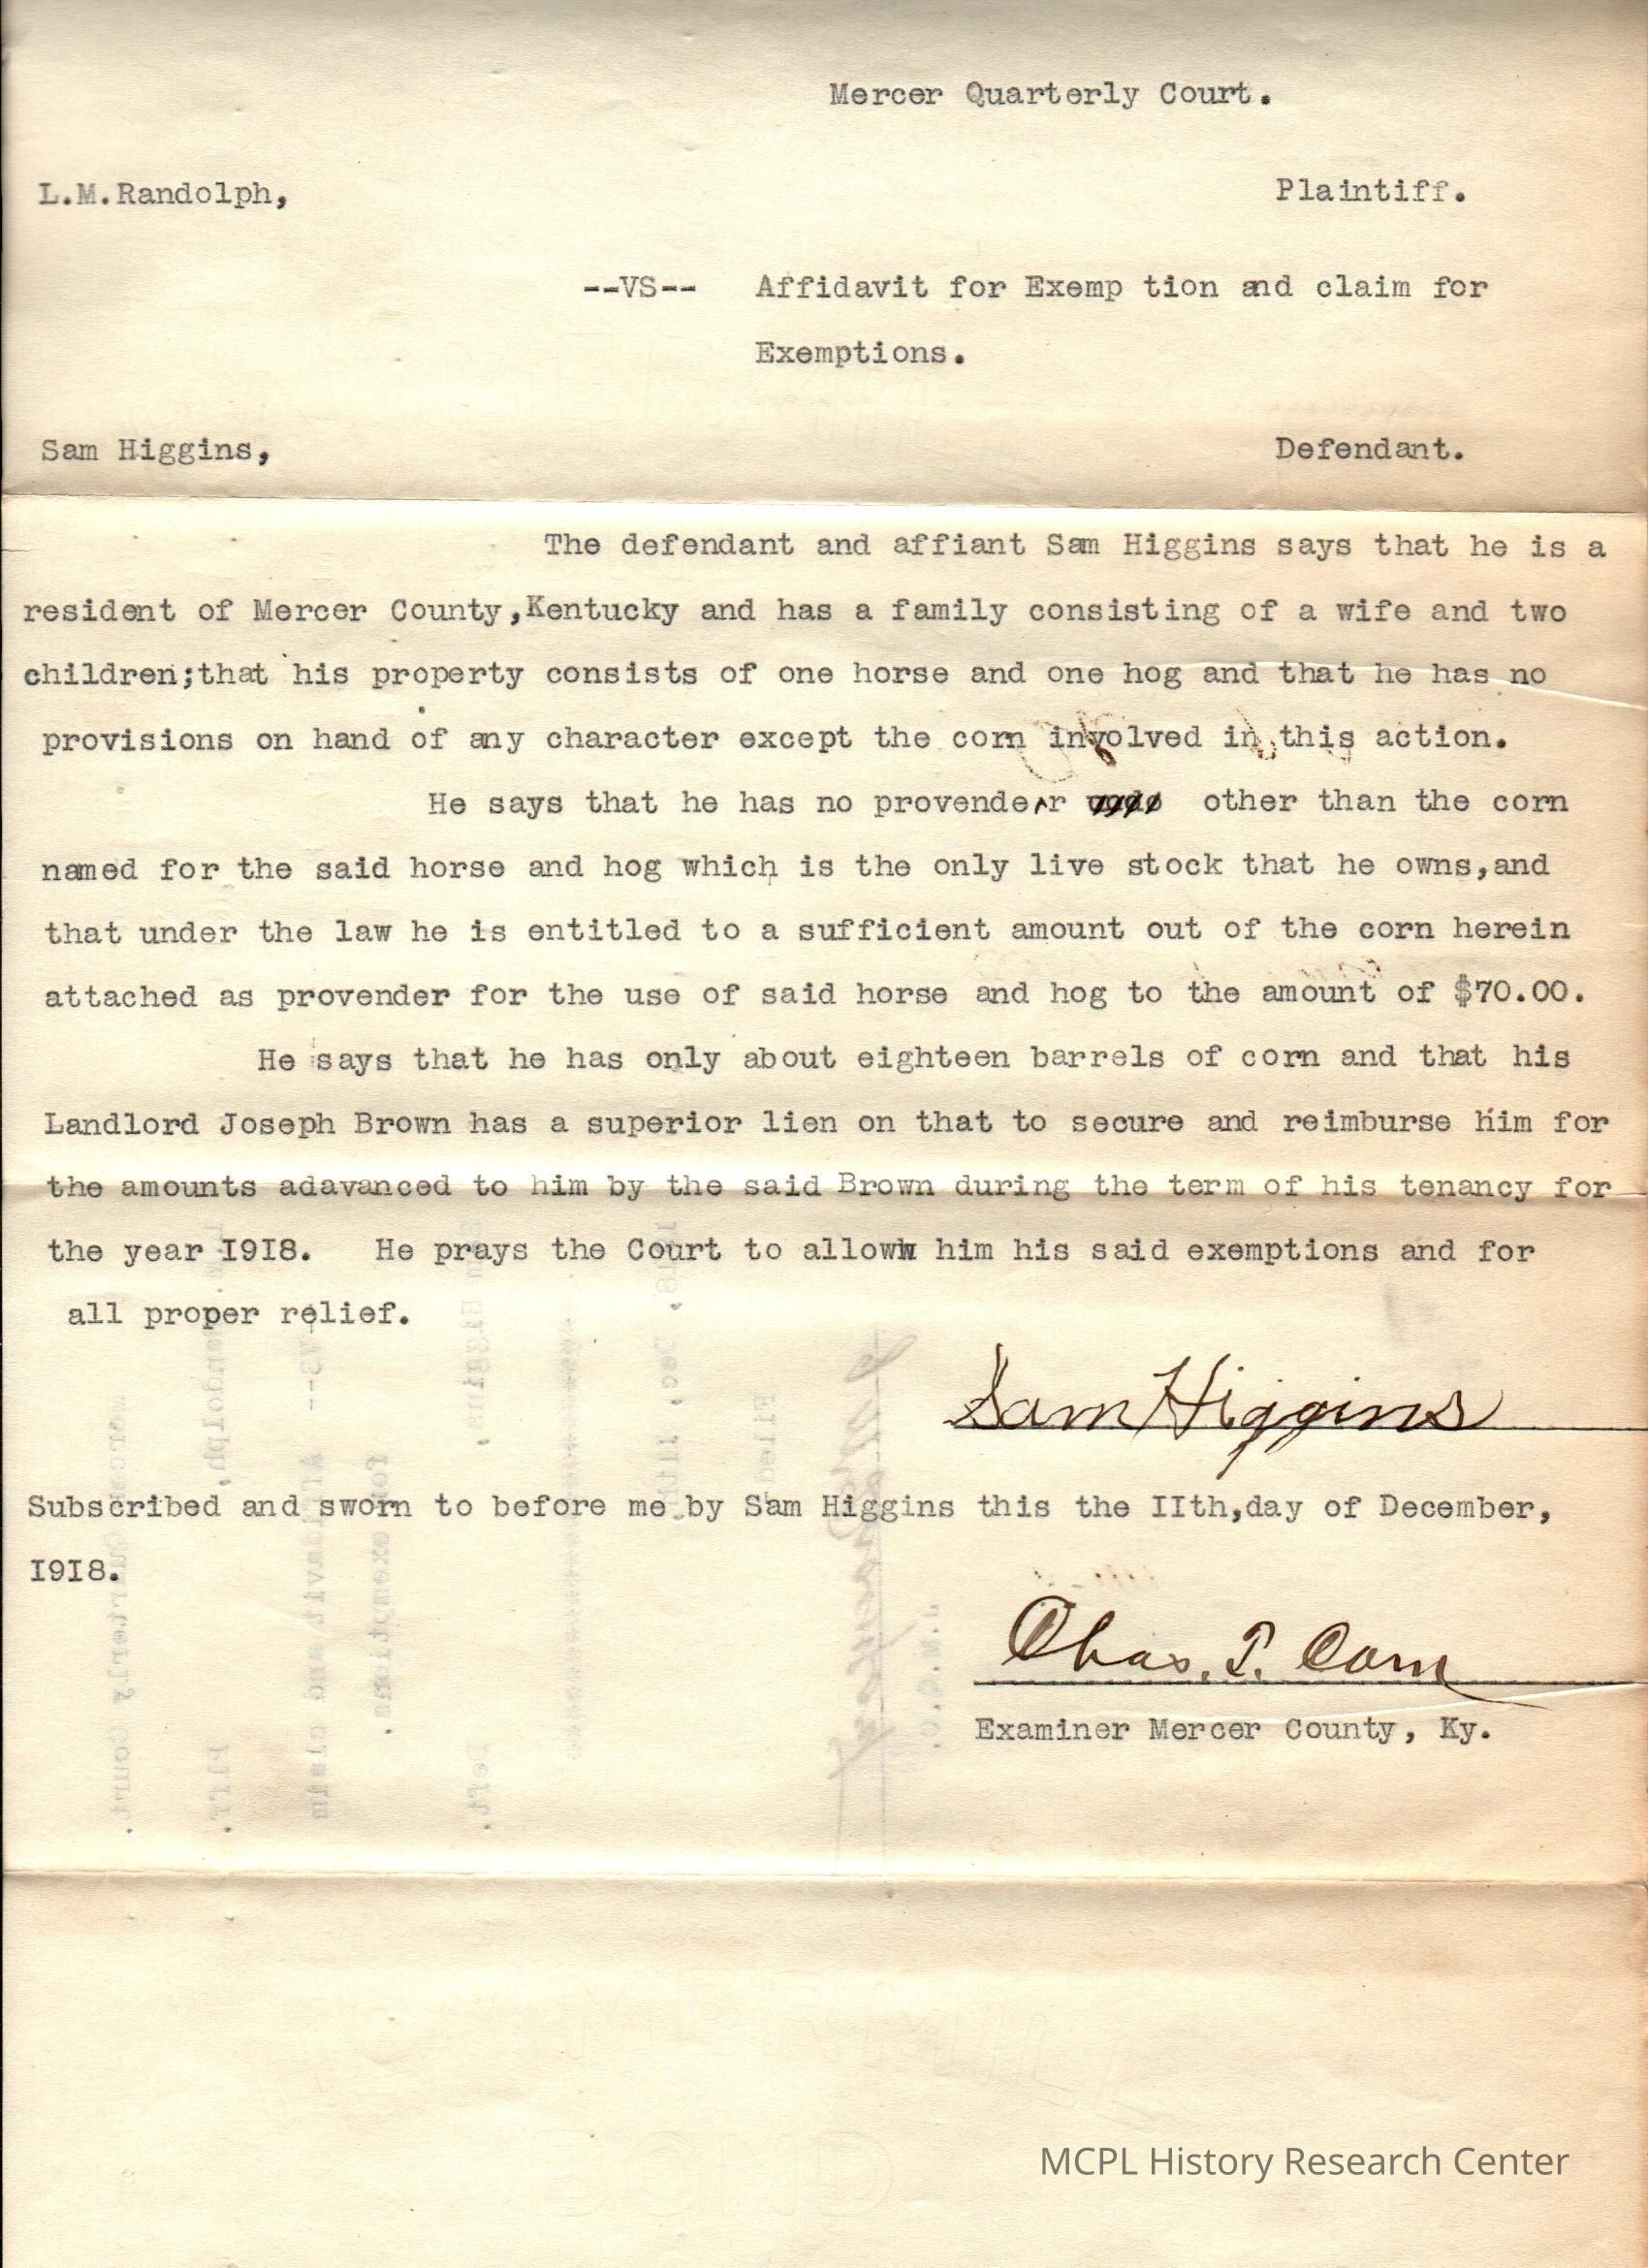 Mercer Quarterly Court.
L.M.Randolph, Plaintiff.
--VS-- Affidavit for Exemp tion and claim for
Exemptions.
Sam Higgins, Defendant.
The defendant and affiant Sam Higgins says that he is a
resident of Mercer County,Kentucky and has a family consisting of a wife and two
children;that his property consists of one horse and one hog and that he has no
provisions on hand of any character except the corn involved in this action.
He says that he has no provender other than the corn
named for the said horse and hog which is the only live stock that he owns,and
that under the law he is entitled to a sufficient amount out of the corn herein
attached as provender for the use of said horse and hog to the amount of $70.00.
He says that he has only about eighteen barrels of corn and that his
Landlord Joseph Brown has a superior lien on that to secure and reimburse him for
the amounts adavanced to him by the said Brown during the term of his tenancy for
the year I9I8. He prays the Court to alloww him his said exemptions and for
all proper relief.
Sam Higgins
Subscribed and sworn to before me by Sam Higgins this the IIth,day of December,
I9I8.
Chas. T. Corn
Examiner Mercer County, Ky.
MCPL History Research Center